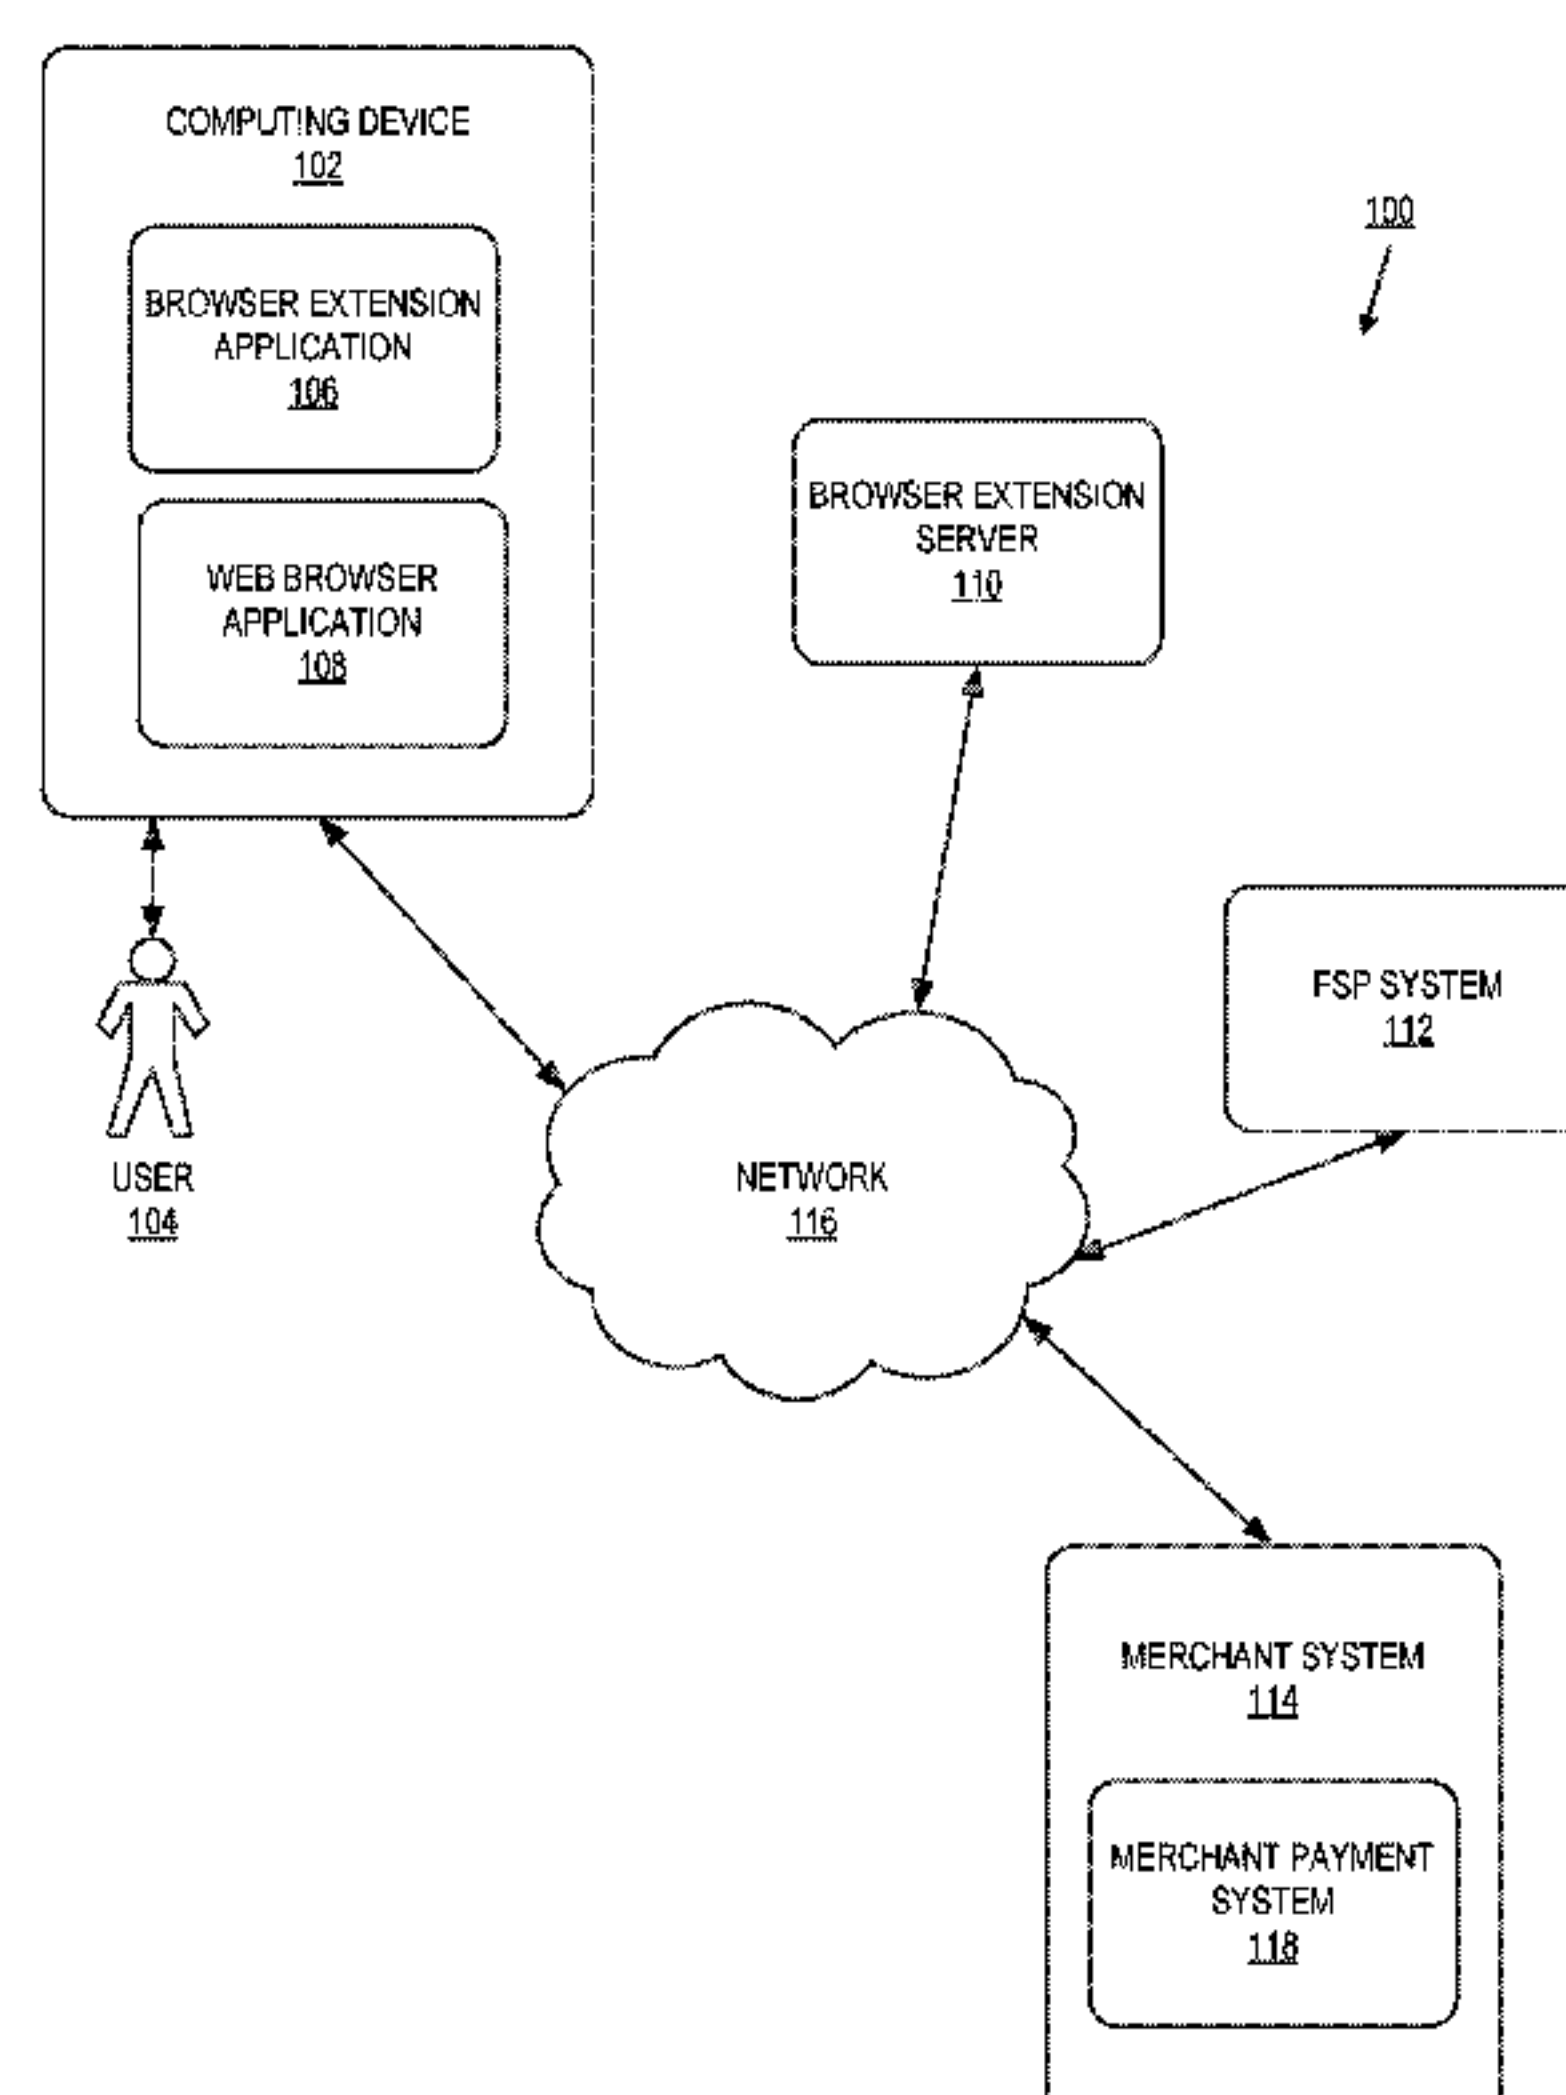 COMPUTING DEVICE
102
BROWSER EXTENSION
APPLICATION
106
WEB BROWSER
APPLICATION
108
100
BROWSER EXTENSION
SERVER
110
FSP SYSTEM
112
USER
104
NETWORK
116
MERCHANT SYSTEM
114
MERCHANT PAYMENT
SYSTEM
118